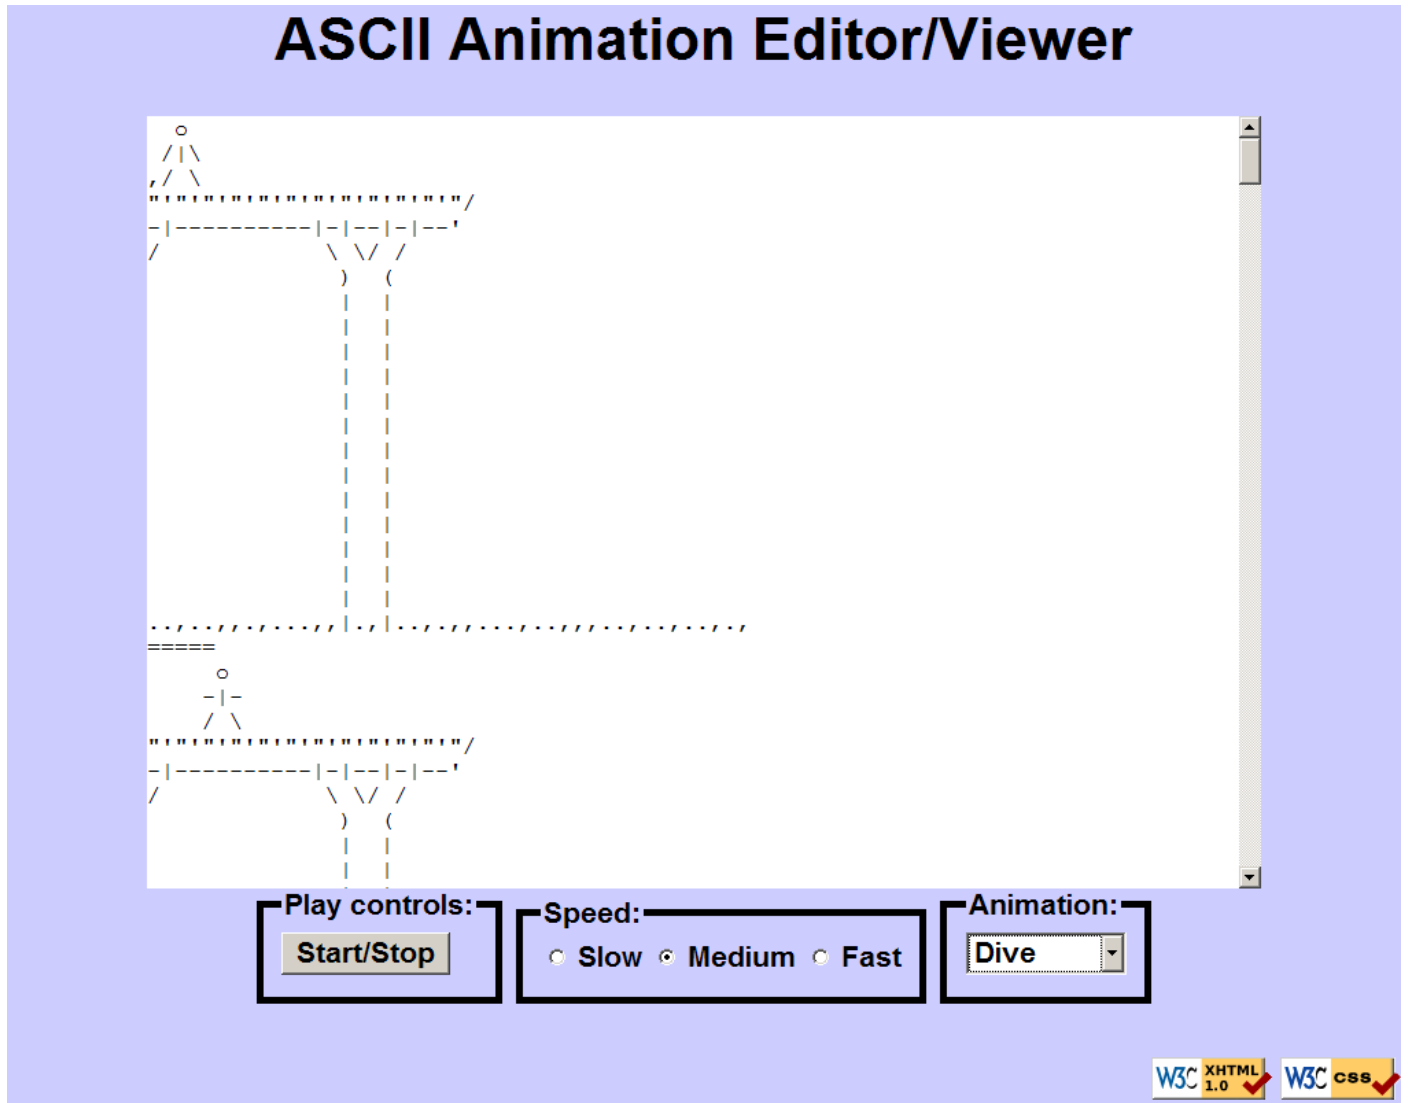 ASCII Animation Editor/Viewer
  o
 /|\
,/ \
"'"'"'"'"'"'"'"'"'"'"'"/
-|----------|-|--|-|--'
/            \ \/ /
              )  (
              |  |
              |  |
              |  |
              |  |
              |  |
              |  |
              |  |
              |  |
              |  |
              |  |
              |  |
              |  |
              |  |
..,..,,.,...,,|.,|..,.,,...,..,,,..,..,..,.,
=====
     o
    -|-
    / \
"'"'"'"'"'"'"'"'"'"'"'"/
-|----------|-|--|-|--'
/            \ \/ /
              )  (
              |  |
              |  |
Play controls:
Start/Stop
Speed:
Slow Medium Fast
Animation:
Dive
W3C XHTML 1.0
W3C css